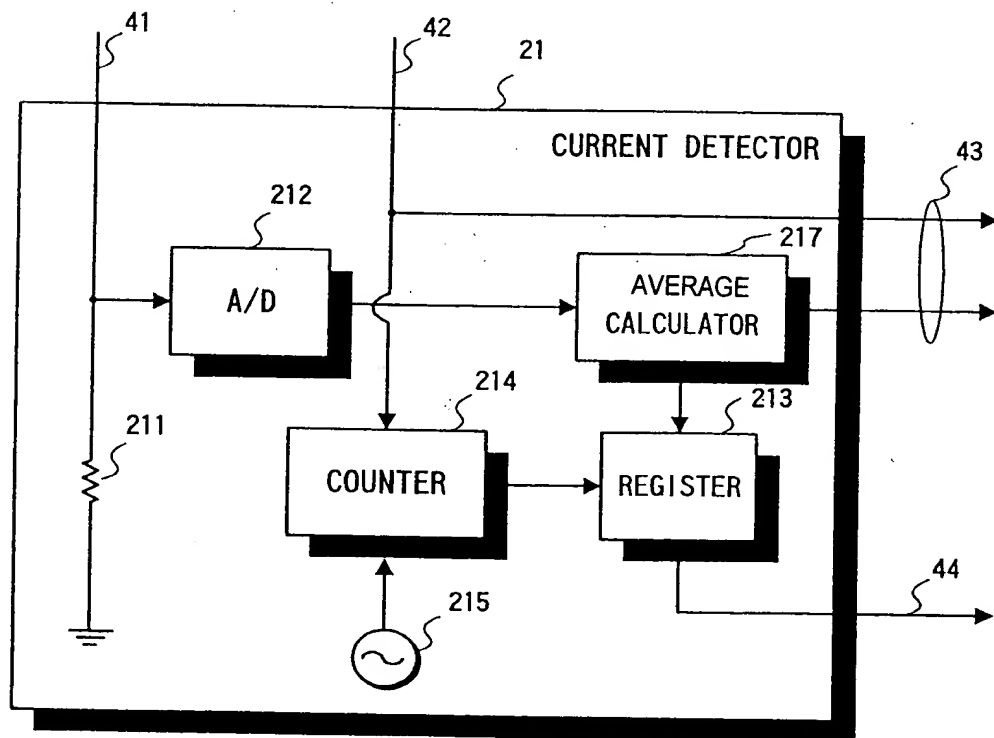 41
42
21
CURRENT DETECTOR
43
212
217
A/D
AVERAGE
CALCULATOR
214
213
211
COUNTER
REGISTER
44
215